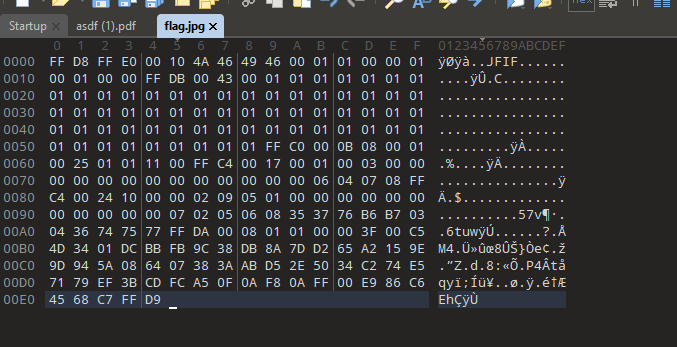 Startup asdf (1).pdf flag.jpg
0 1 2 3 4 5 6 7 8 9 A B C D E F 0123456789ABCDEF
0000 FF D8 FF E0 00 10 4A 46 49 46 00 01 01 00 00 01 ÿØÿà..JFIF......
0010 00 01 00 00 FF DB 00 43 00 01 01 01 01 01 01 01 ....ÿÛ.C........
0020 01 01 01 01 01 01 01 01 01 01 01 01 01 01 01 01 ................
0030 01 01 01 01 01 01 01 01 01 01 01 01 01 01 01 01 ................
0040 01 01 01 01 01 01 01 01 01 01 01 01 01 01 01 01 ................
0050 01 01 01 01 01 01 01 01 01 FF C0 00 0B 08 00 01 .........ÿÀ.....
0060 00 25 01 01 11 00 FF C4 00 17 00 01 01 00 03 00 .%....ÿÄ........
0070 00 00 00 00 00 00 00 00 00 00 00 06 04 07 08 FF ...............ÿ
0080 C4 00 24 10 00 00 02 09 05 01 00 00 00 00 00 00 Ä.$.............
0090 00 00 00 07 02 05 06 08 35 37 76 B6 B7 03 ........57v¶·.
00A0 04 36 74 75 77 FF DA 00 08 01 01 00 00 3F 00 C5 .6tuwÿÚ......?.Å
00B0 4D 34 01 DC BB FB 9C 38 DB 8A 7D D2 65 A2 15 9E M4.Ü»ûœ8ÛŠ}Òe¢.ž
00C0 9D 94 5A 08 64 07 38 3A AB D5 2E 50 34 C2 74 E5 .”Z.d.8:«Õ.P4Âtå
00D0 71 79 EF 3B CD FC A5 0F 0A F8 0A FF 00 E9 86 C6 qyï;Íü¥..ø.ÿ.é†Æ
00E0 45 68 C7 FF D9 EhÇÿÙ